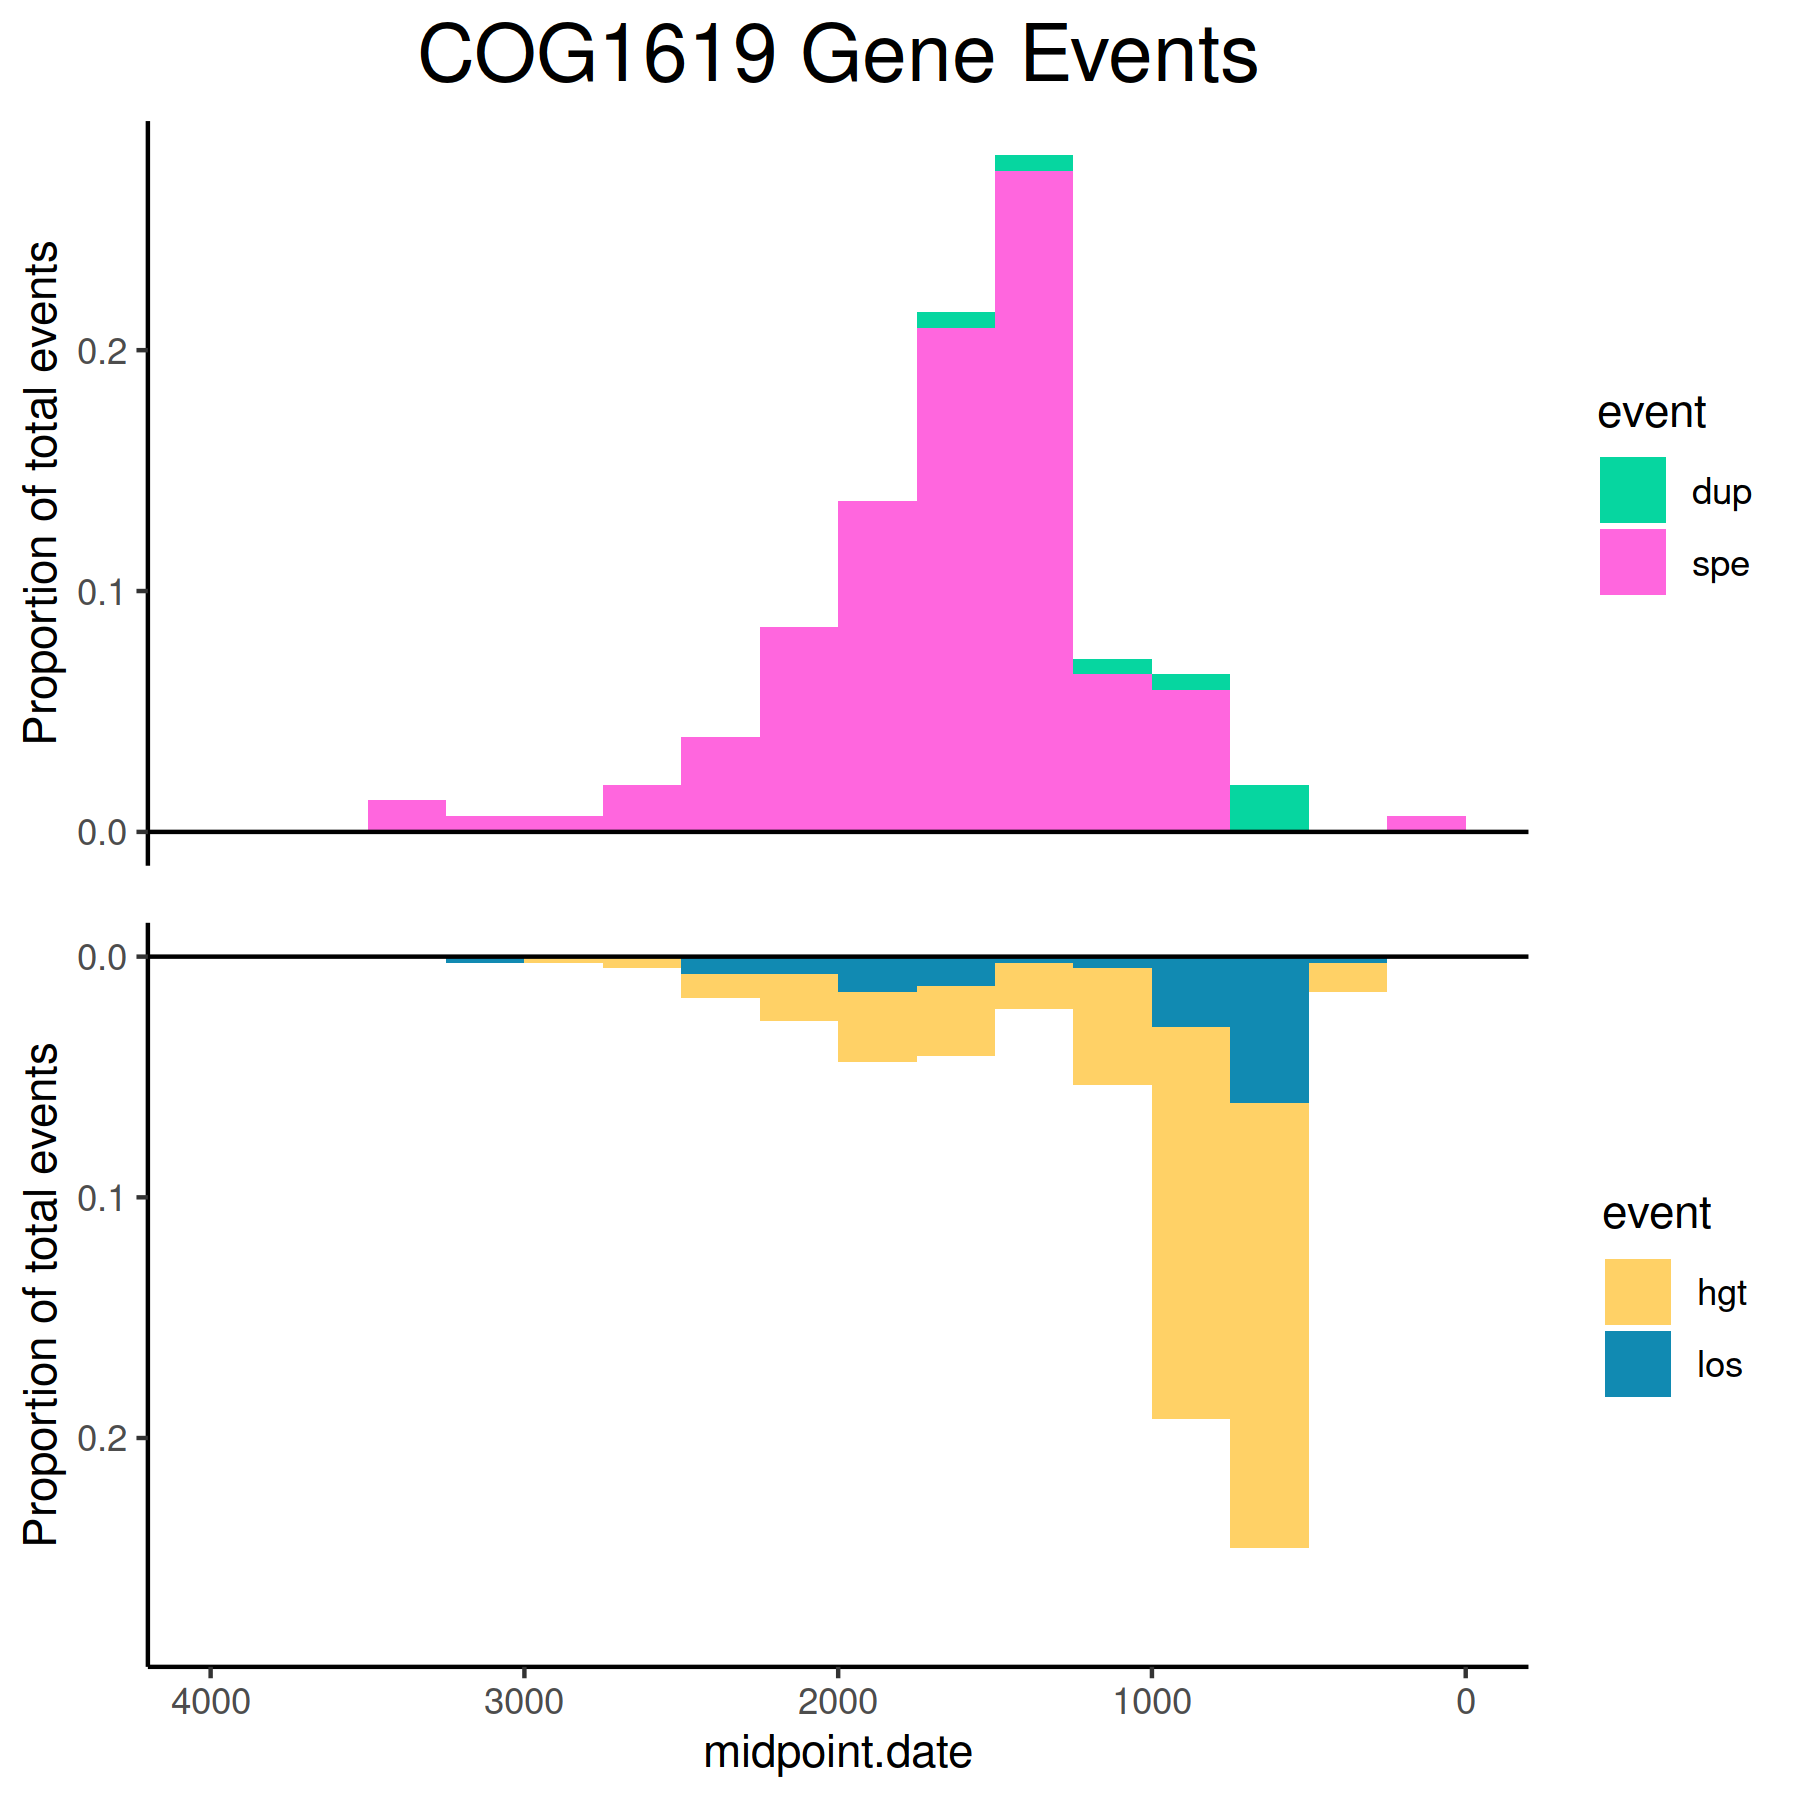 COG1619 Gene Events
Proportion of total events
0.2
0.1
0.0
event
dup
spe
Proportion of total events
0.0
0.1
0.2
event
hgt
los
4000 3000 2000 1000 0
midpoint.date